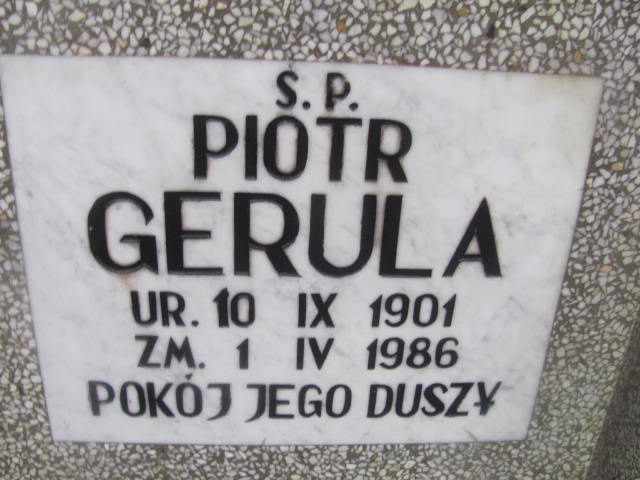 Ś.P.
PIOTR
GERULA
UR. 10 IX 1901
ZM. 1 IV 1986
POKÓJ JEGO DUSZY